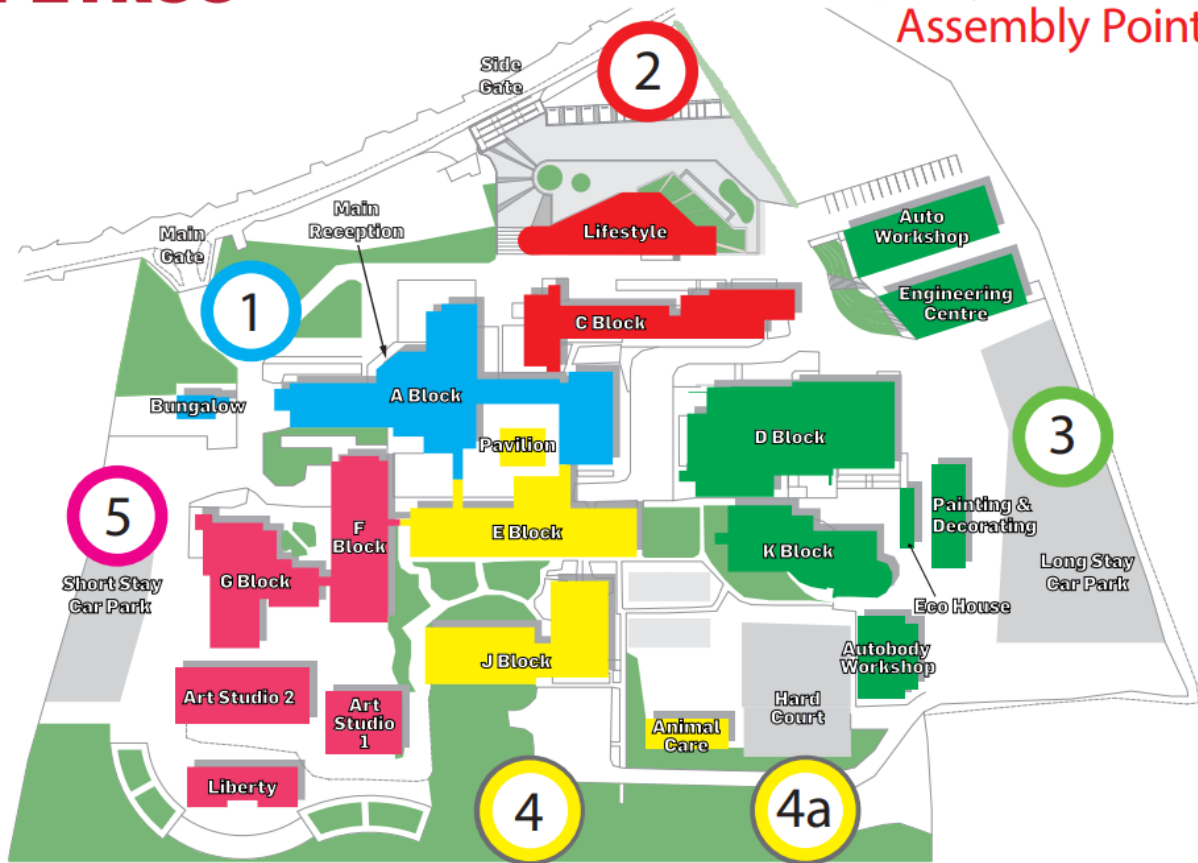 Assembly Point
Side
Gate
2
Main
Reception
Main
Gate
Lifestyle
Auto
Workshop
1
Engineering
Centre
C Block
A Block
Bungalow
Pavilion
D Block
3
5
F
Block
E Block
Painting &
Decorating
K Block
G Block
Short Stay
Car Park
Long Stay
Car Park
Eco House
J Block
Autobody
Workshop
Art Studio 2
Art
Studio
1
Hard
Court
Animal
Care
Liberty
4
4a